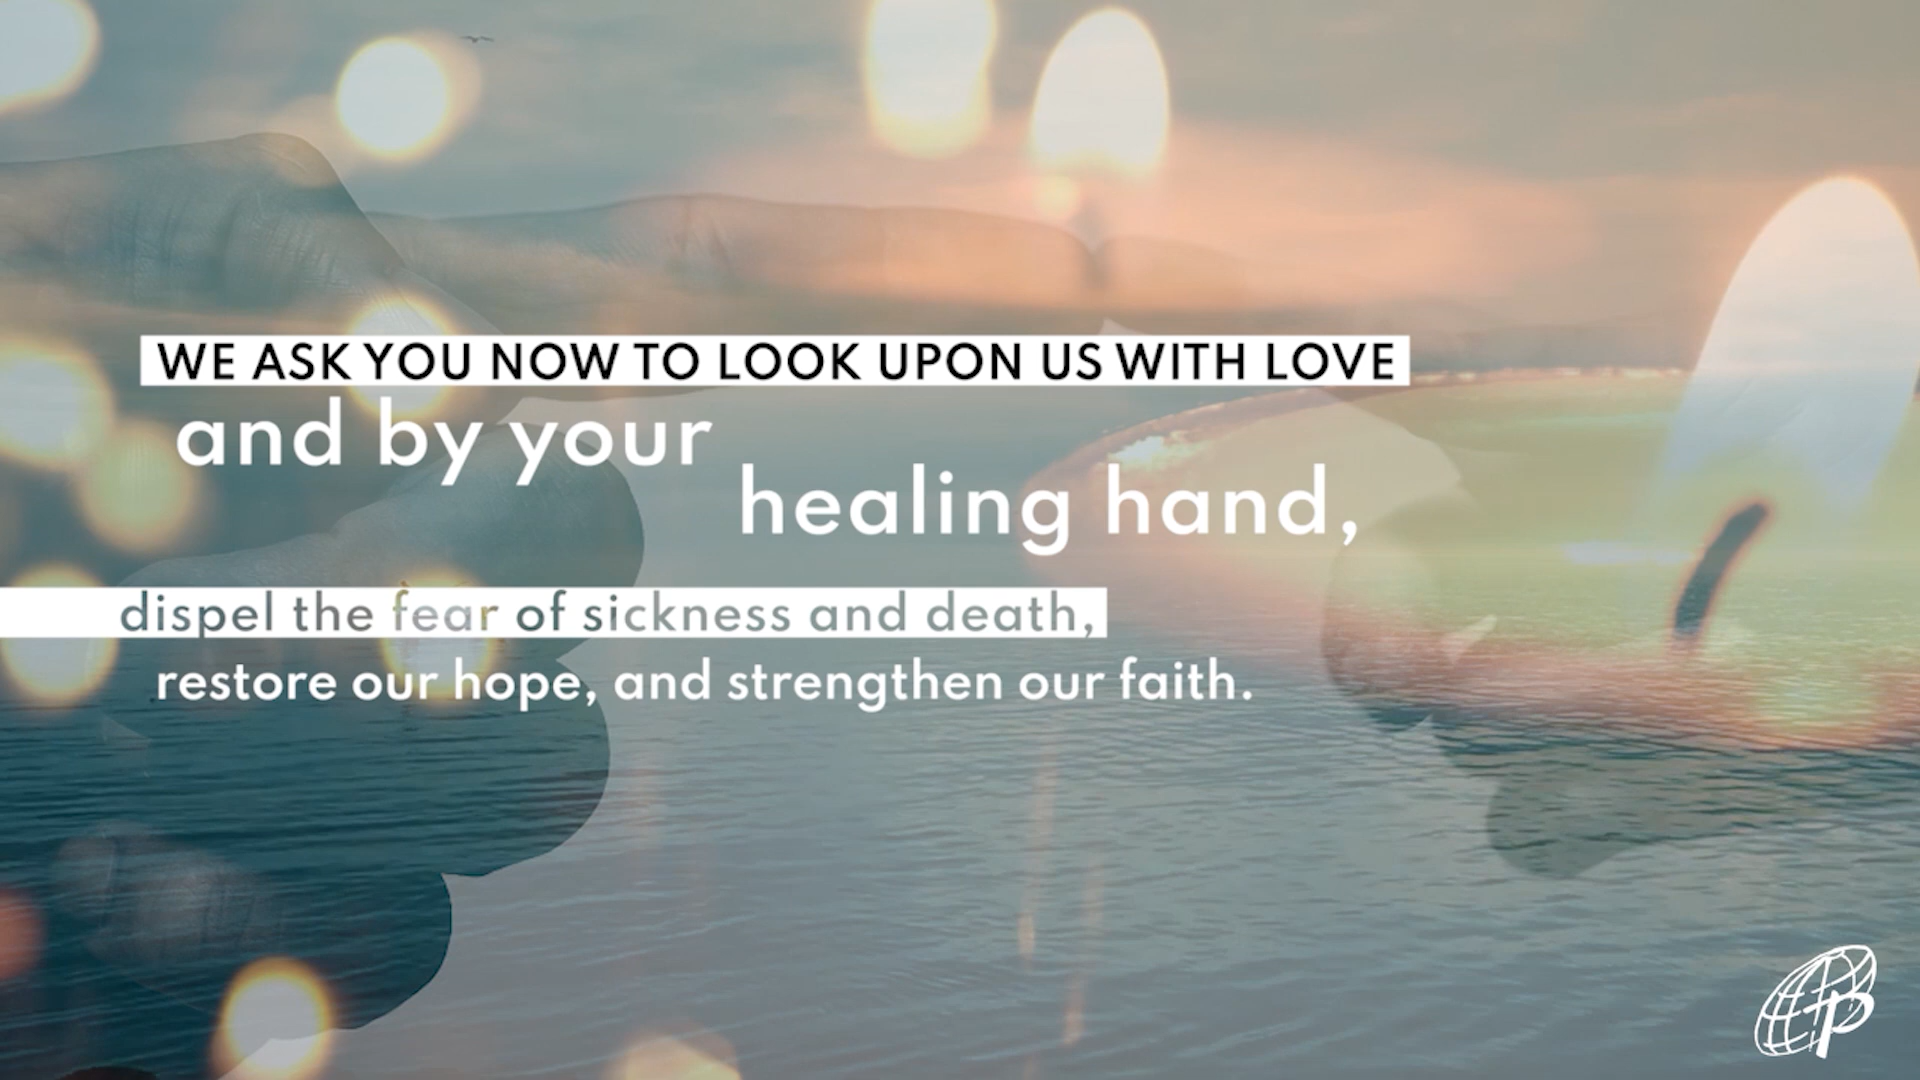 WE ASK YOU NOW TO LOOK UPON US WITH LOVE
and by your
healing hand,
dispel the fear of sickness and death,
restore our hope, and strengthen our faith.